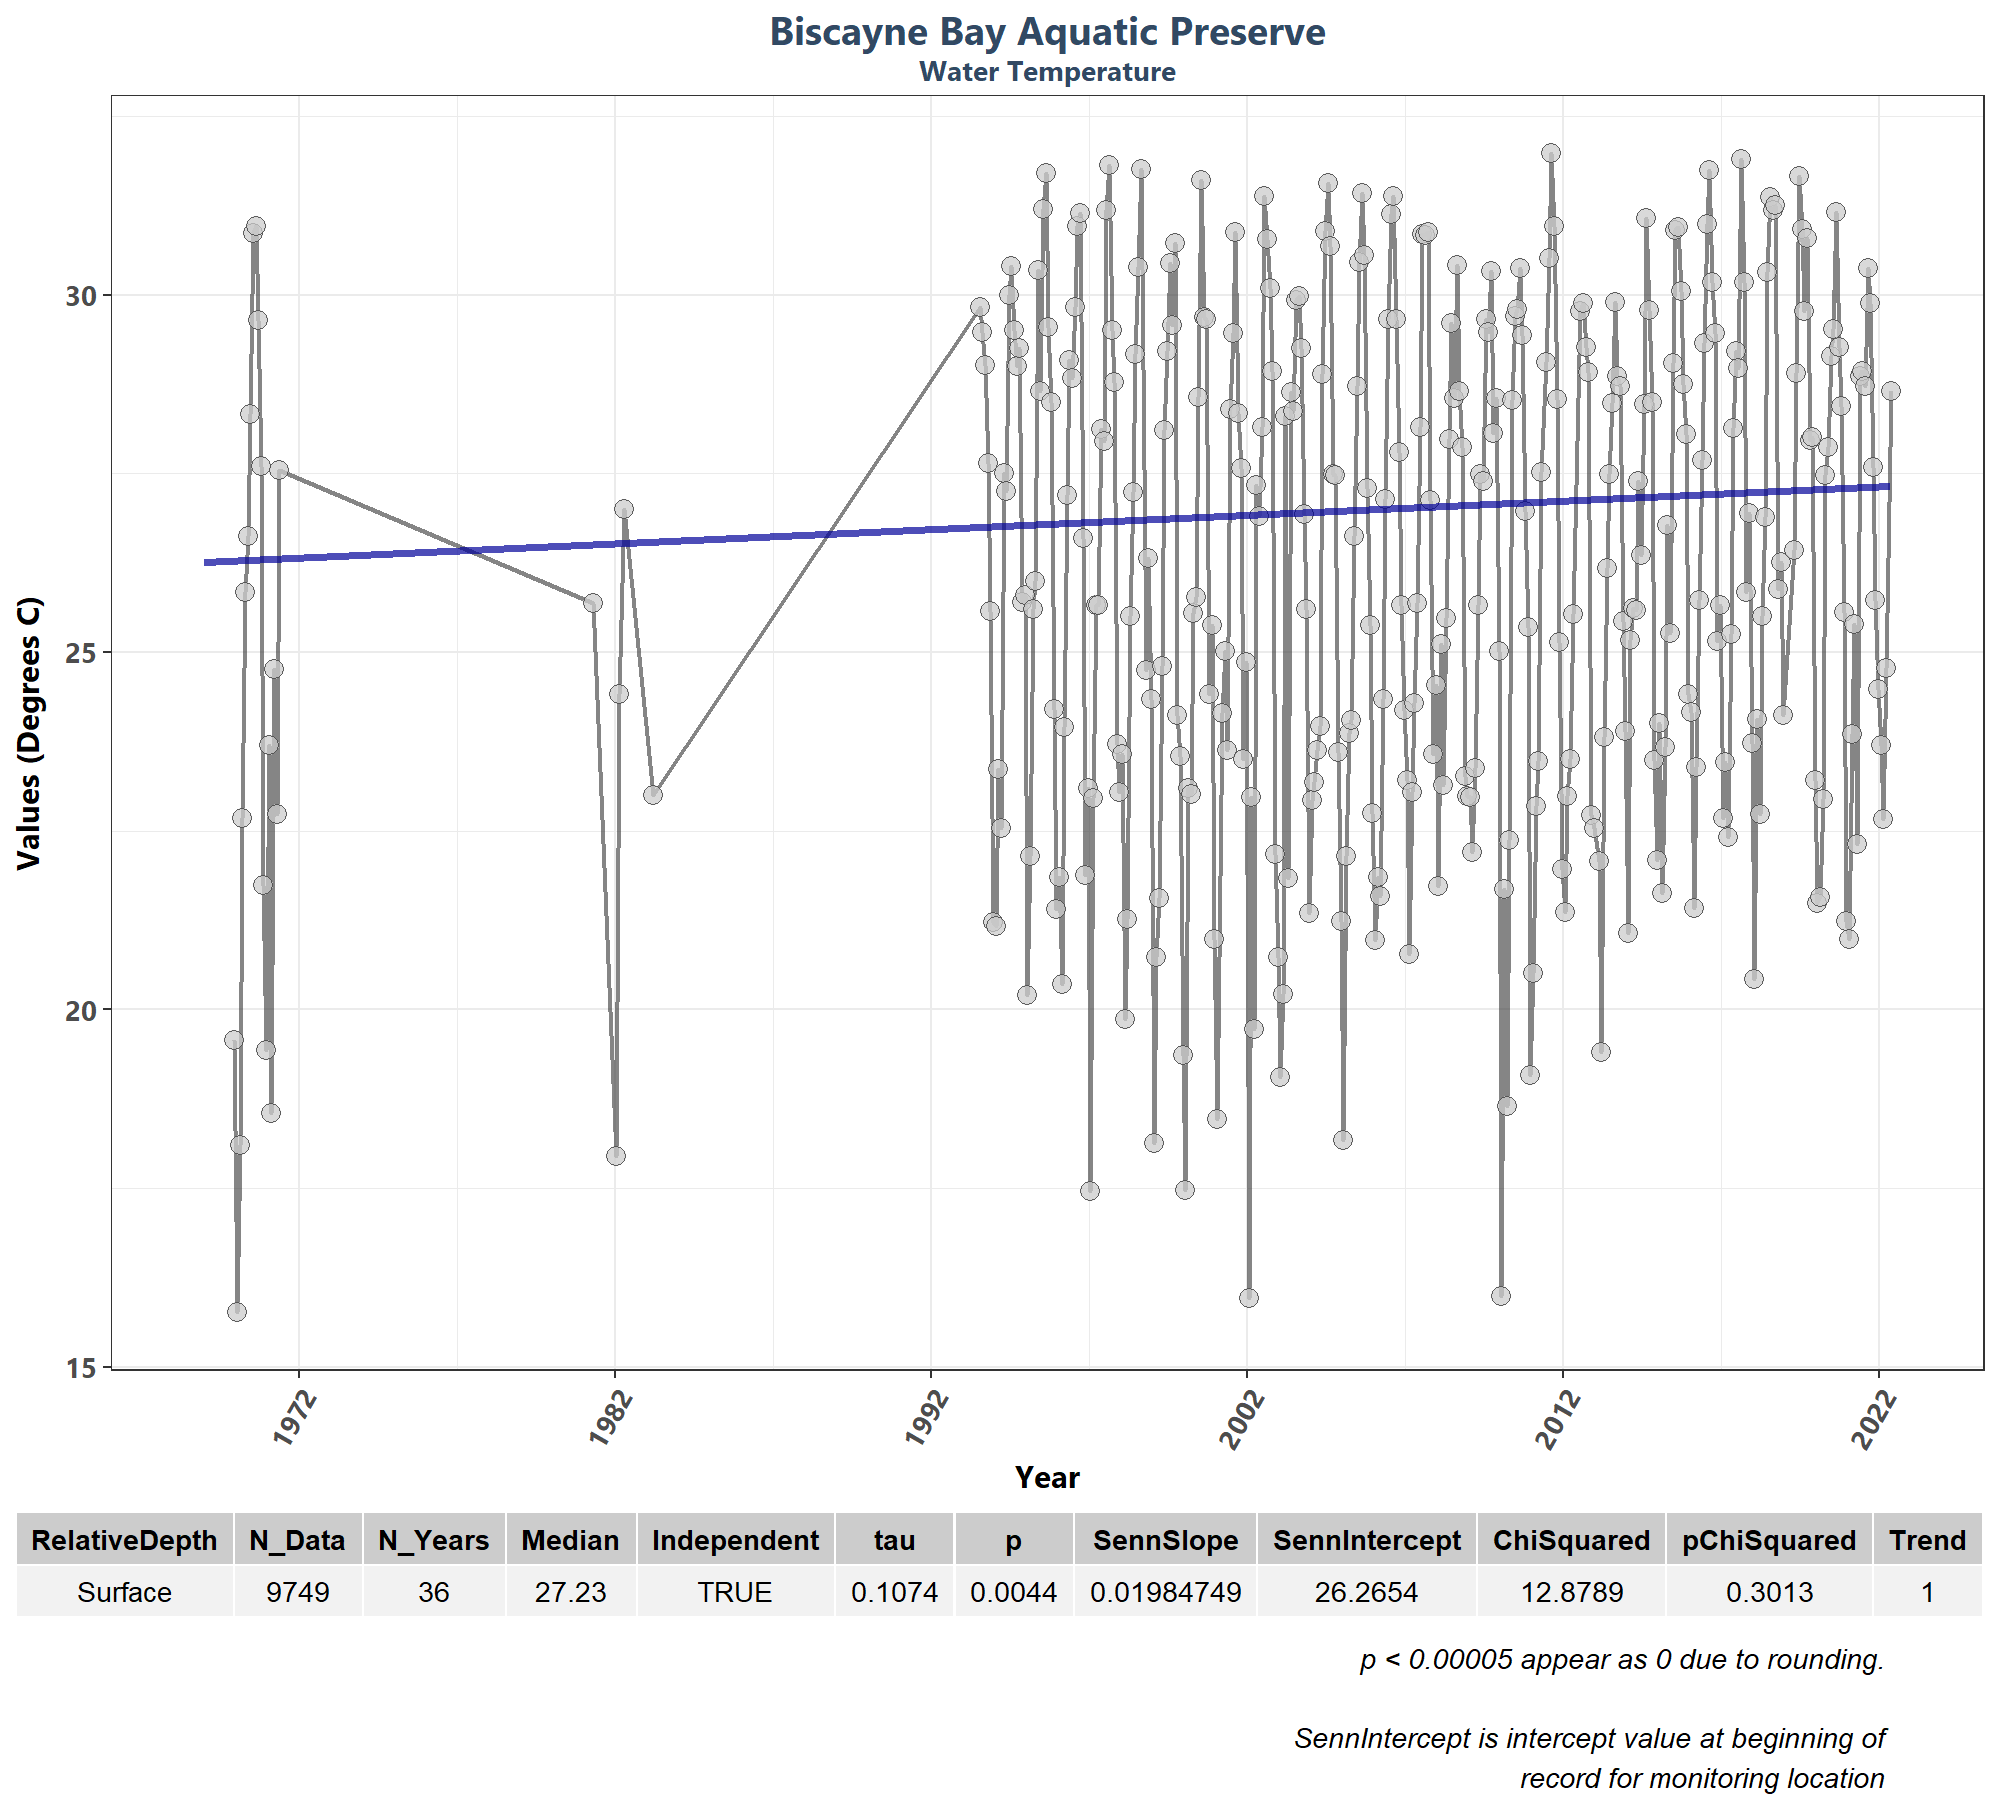 Biscayne Bay Aquatic Preserve
Water Temperature
Values (Degrees C)
30
25
20
15
1972 1982 1992 2002 2012 2022
Year
RelativeDepth N_Data N_Years Median Independent tau p SennSlope SennIntercept ChiSquared pChiSquared Trend
Surface 9749 36 27.23 TRUE 0.1074 0.0044 0.01984749 26.2654 12.8789 0.3013 1
p < 0.00005 appear as 0 due to rounding.
SennIntercept is intercept value at beginning of
record for monitoring location